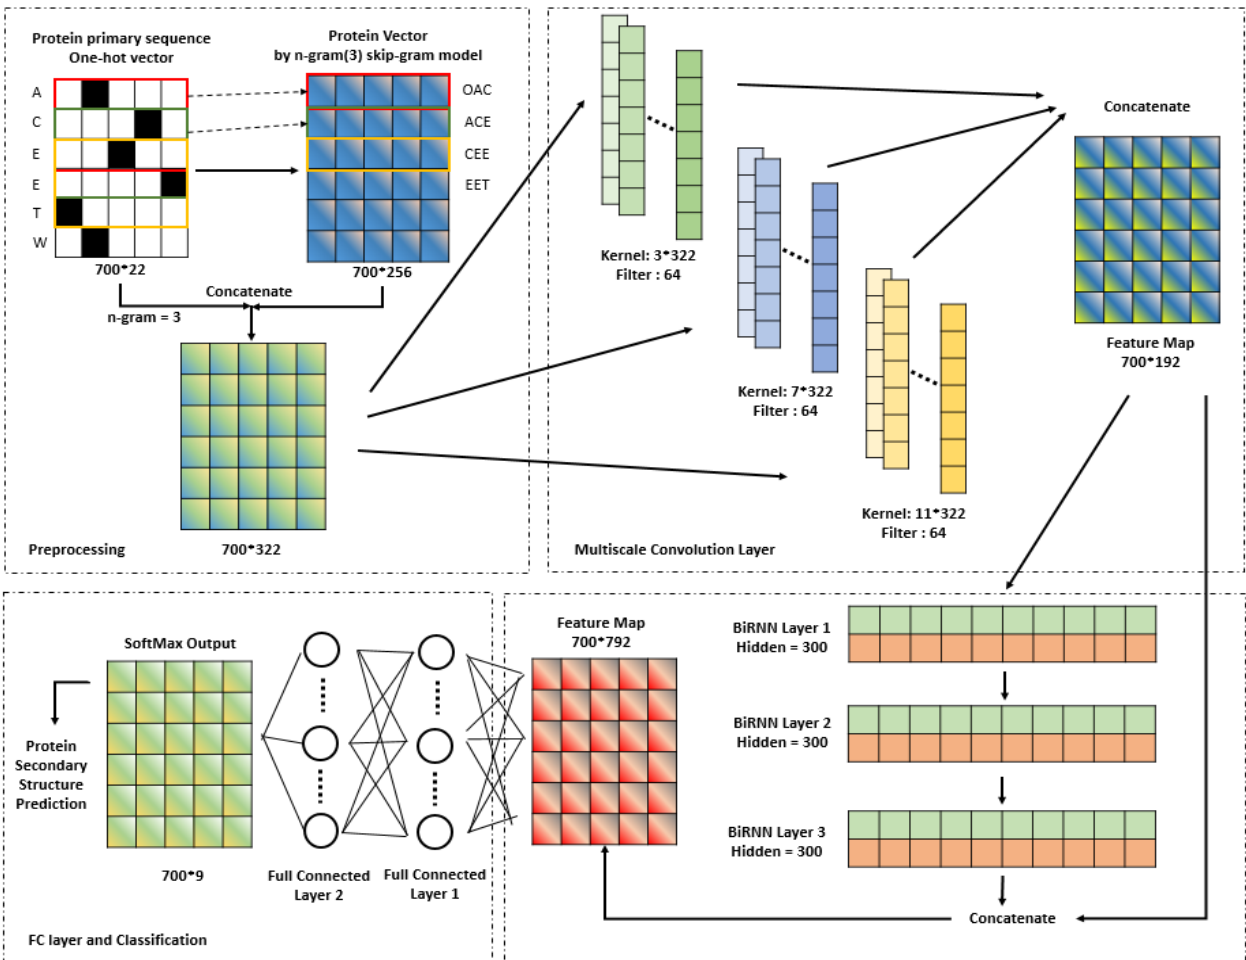 Protein primary sequence
One-hot vector
Protein Vector
by n-gram(3) skip-gram model
A
C
E
E
T
W
OAC
ACE
CEE
EET
700*22
700*256
Concatenate
n-gram = 3
700*322
Preprocessing
Kernel: 3*322
Filter : 64
Kernel: 7*322
Filter : 64
Kernel: 11*322
Filter : 64
Concatenate
Feature Map
700*192
Multiscale Convolution Layer
BiRNN Layer 1
Hidden = 300
BiRNN Layer 2
Hidden = 300
BiRNN Layer 3
Hidden = 300
Concatenate
Feature Map
700*792
SoftMax Output
Protein
Secondary
Structure
Prediction
700*9
Full Connected
Layer 2
Full Connected
Layer 1
FC layer and Classification